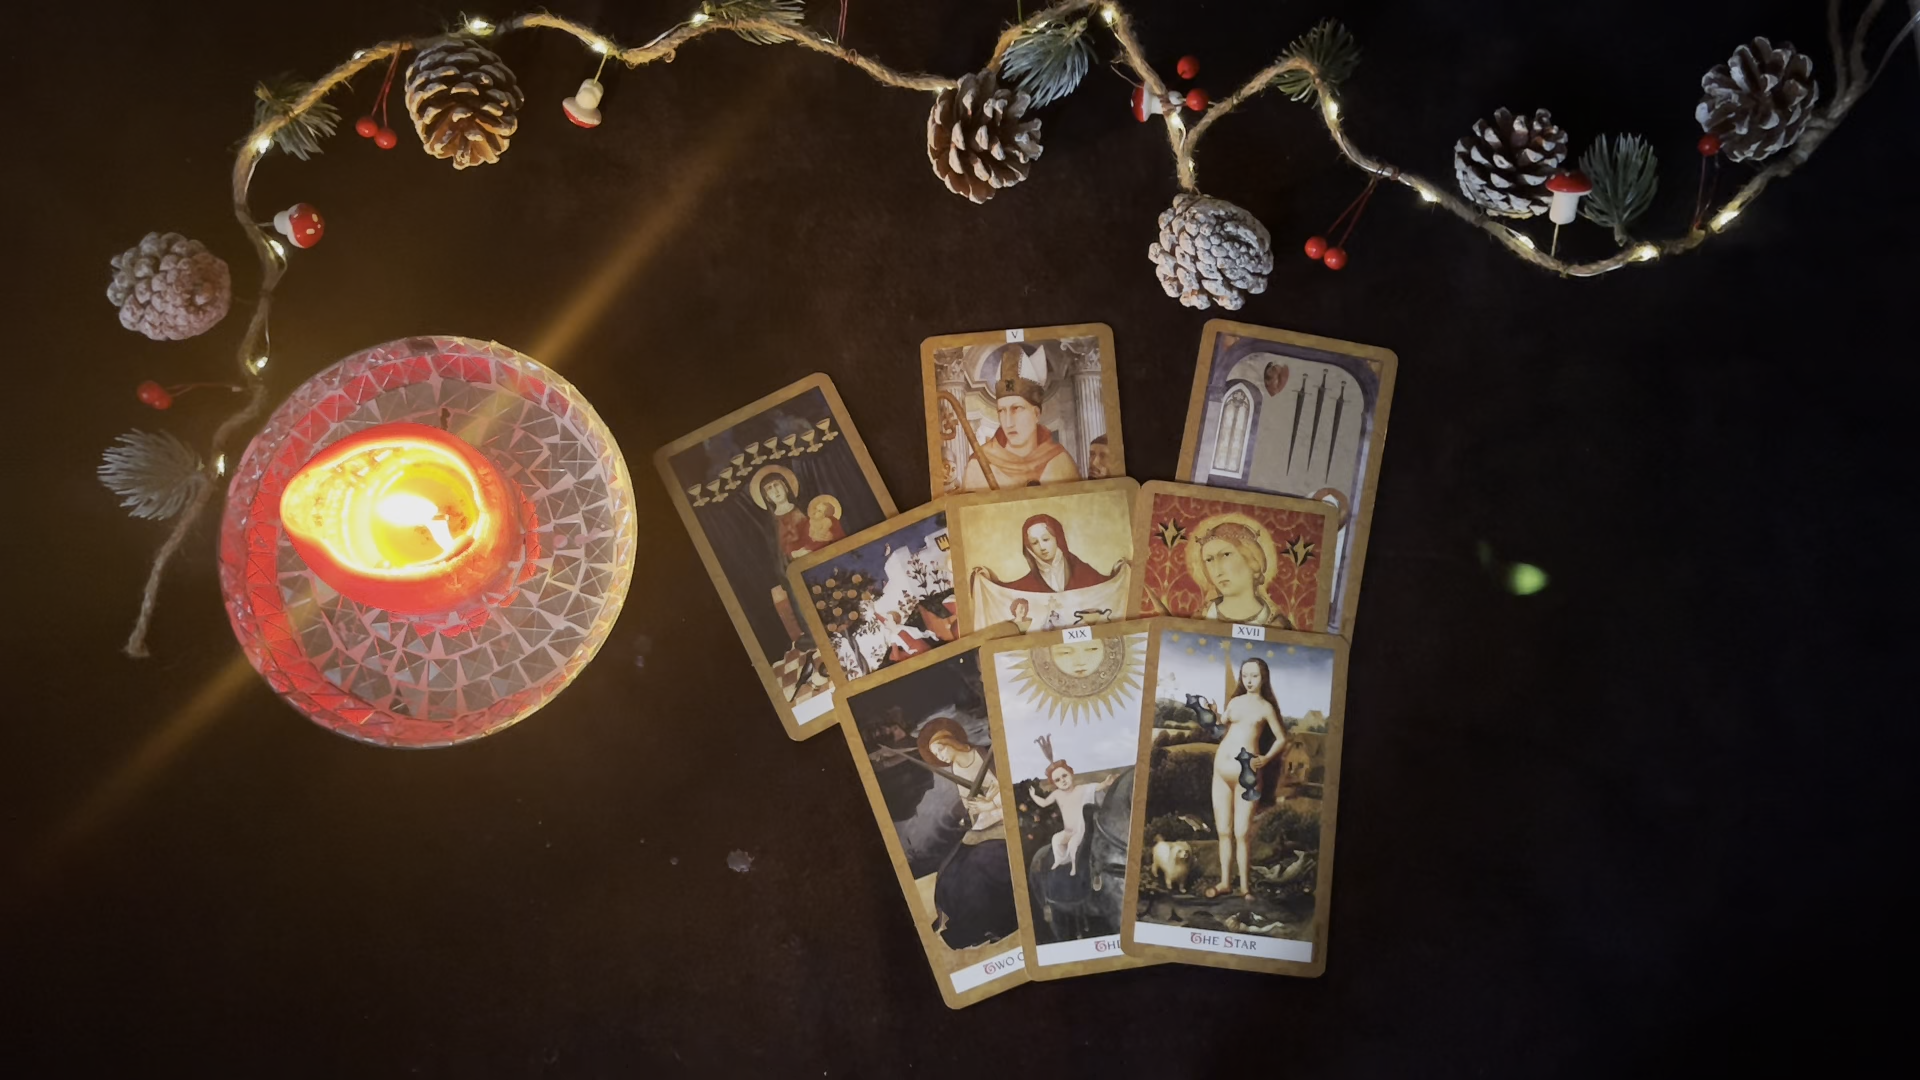 V
XIX
XVII
THE STAR
THE
TWO